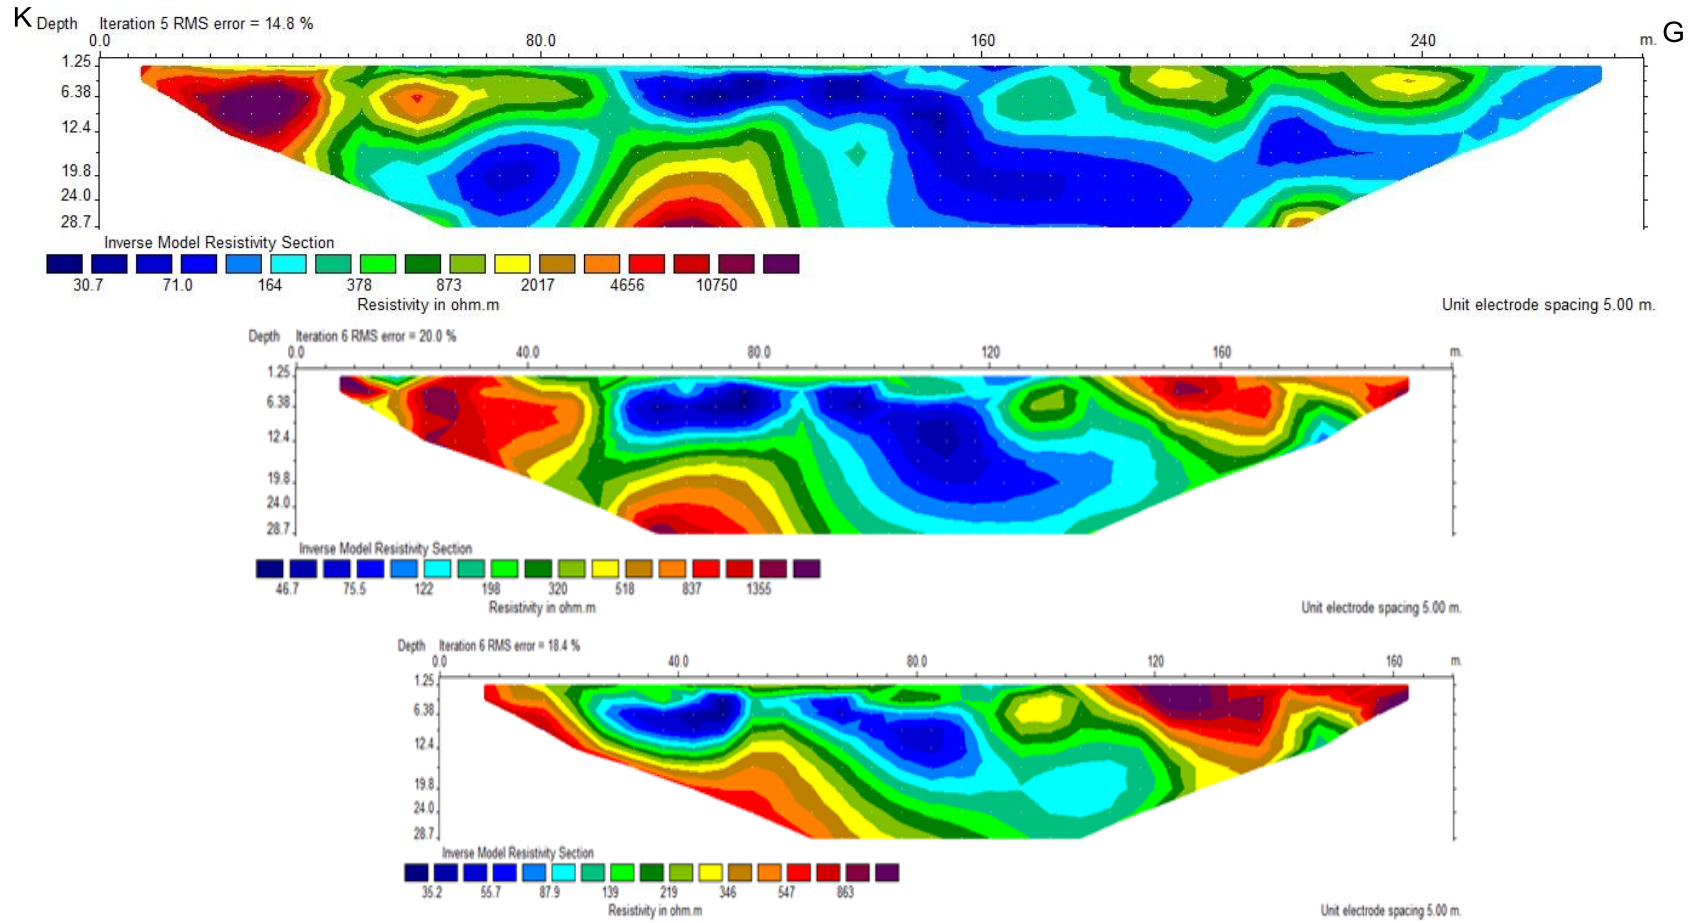 K Depth Iteration 5 RMS error = 14.8 %
0.0 80.0 160 240 m. G
1.25
6.38
12.4
19.8
24.0
28.7
Inverse Model Resistivity Section
30.7 71.0 164 378 873 2017 4656 10750
Resistivity in ohm.m
Unit electrode spacing 5.00 m.
Depth Iteration 6 RMS error = 20.0 %
0.0 40.0 80.0 120 160 m.
1.25
6.38
12.4
19.8
24.0
28.7
Inverse Model Resistivity Section
46.7 75.5 122 198 320 518 837 1355
Resistivity in ohm.m
Unit electrode spacing 5.00 m.
Depth Iteration 6 RMS error = 18.4 %
0.0 40.0 80.0 120 160 m.
1.25
6.38
12.4
19.8
24.0
28.7
Inverse Model Resistivity Section
35.2 55.7 87.9 139 219 346 547 863
Resistivity in ohm.m
Unit electrode spacing 5.00 m.